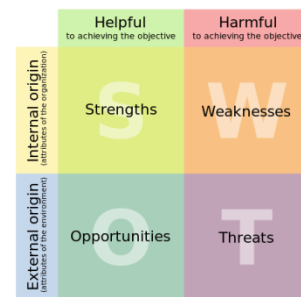 Helpful
to achieving the objective
Harmful
to achieving the objective
Internal origin
(attributes of the organization)
S
Strengths
W
Weaknesses
External origin
(attributes of the environment)
O
Opportunities
T
Threats